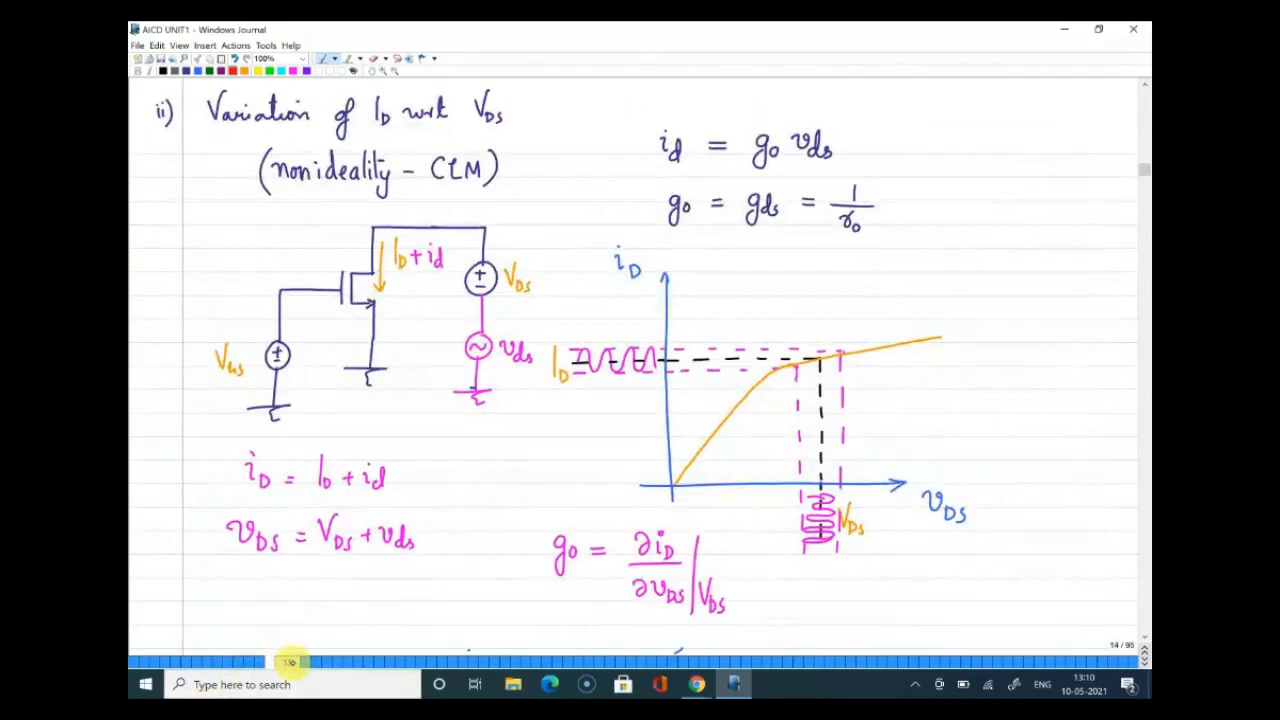 AICD UNIT1 - Windows Journal
File Edit View Insert Actions Tools Help
100%
B I
ii) Variation of ID wrt VDS
(nonideality - CLM)
id = go vds
go = gds = 1/ro
ID + id
VDS
vds
VGS
iD
ID
VDS
vDS
iD = ID + id
vDS = VDS + vds
go = ∂iD/∂vDS |VDS
14 / 95
Type here to search
ENG
13:10
10-05-2021
2